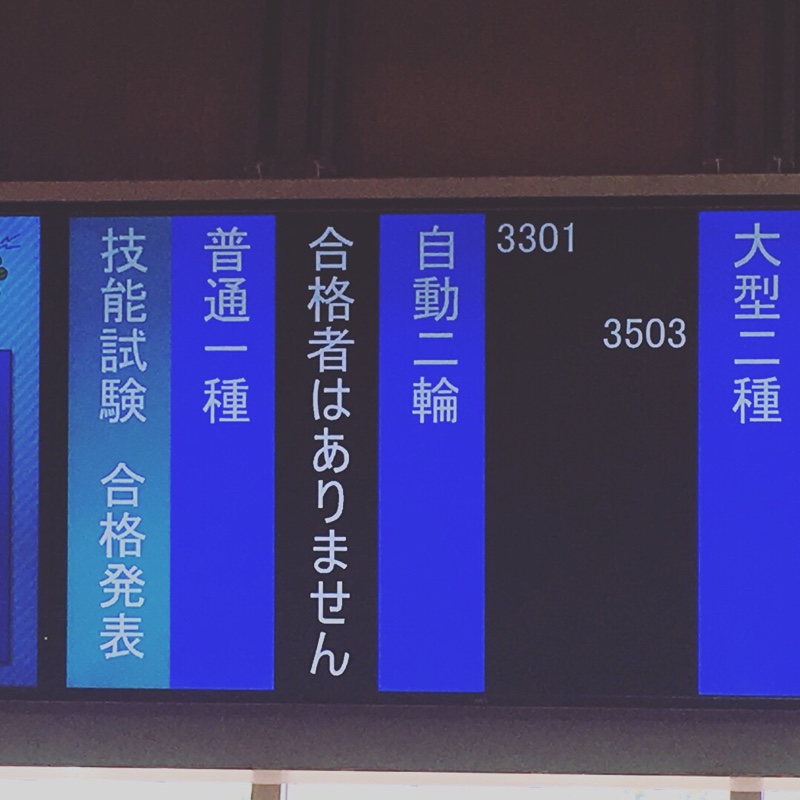 技能試験 合格発表
普通一種
合格者はありません
自動二輪
3301
3503
大型二種